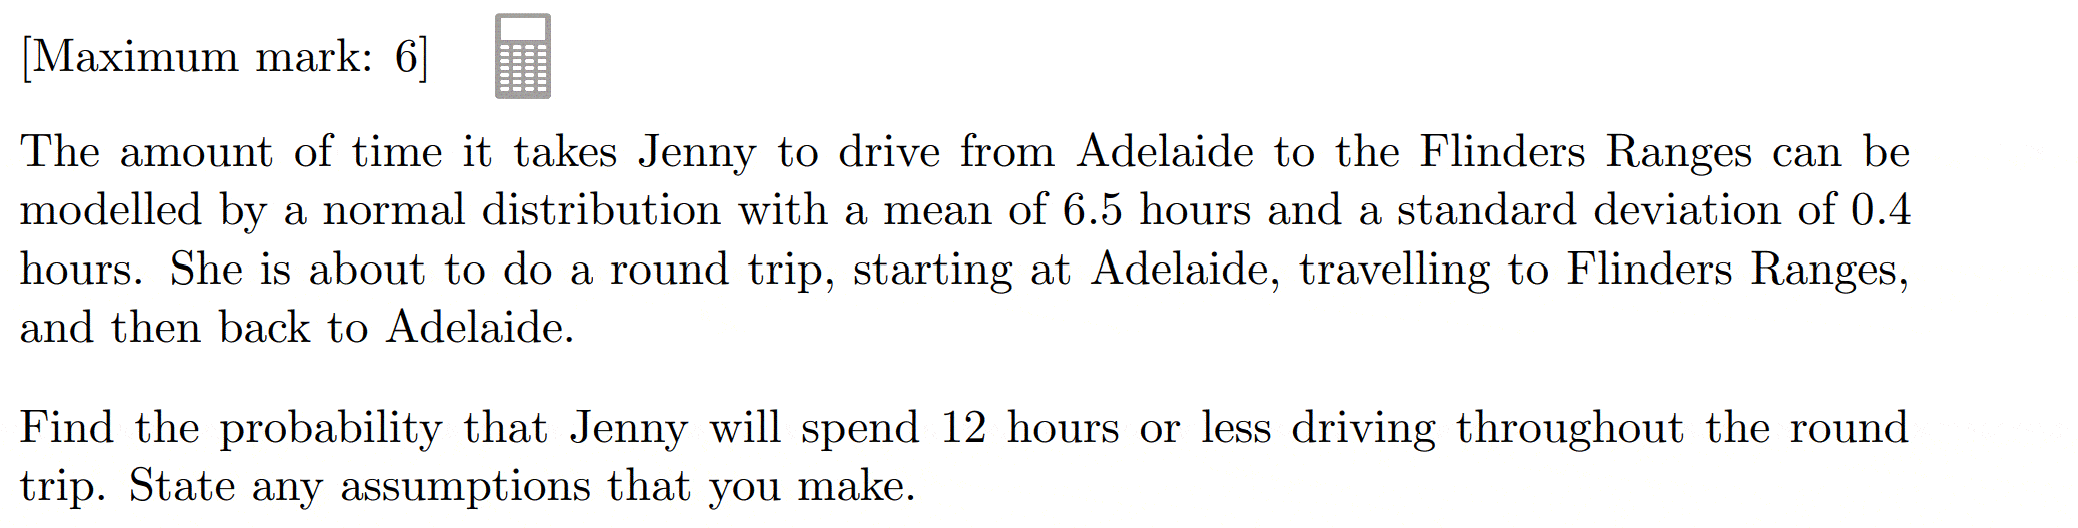 [Maximum mark: 6]
The amount of time it takes Jenny to drive from Adelaide to the Flinders Ranges can be
modelled by a normal distribution with a mean of 6.5 hours and a standard deviation of 0.4
hours. She is about to do a round trip, starting at Adelaide, travelling to Flinders Ranges,
and then back to Adelaide.
Find the probability that Jenny will spend 12 hours or less driving throughout the round
trip. State any assumptions that you make.